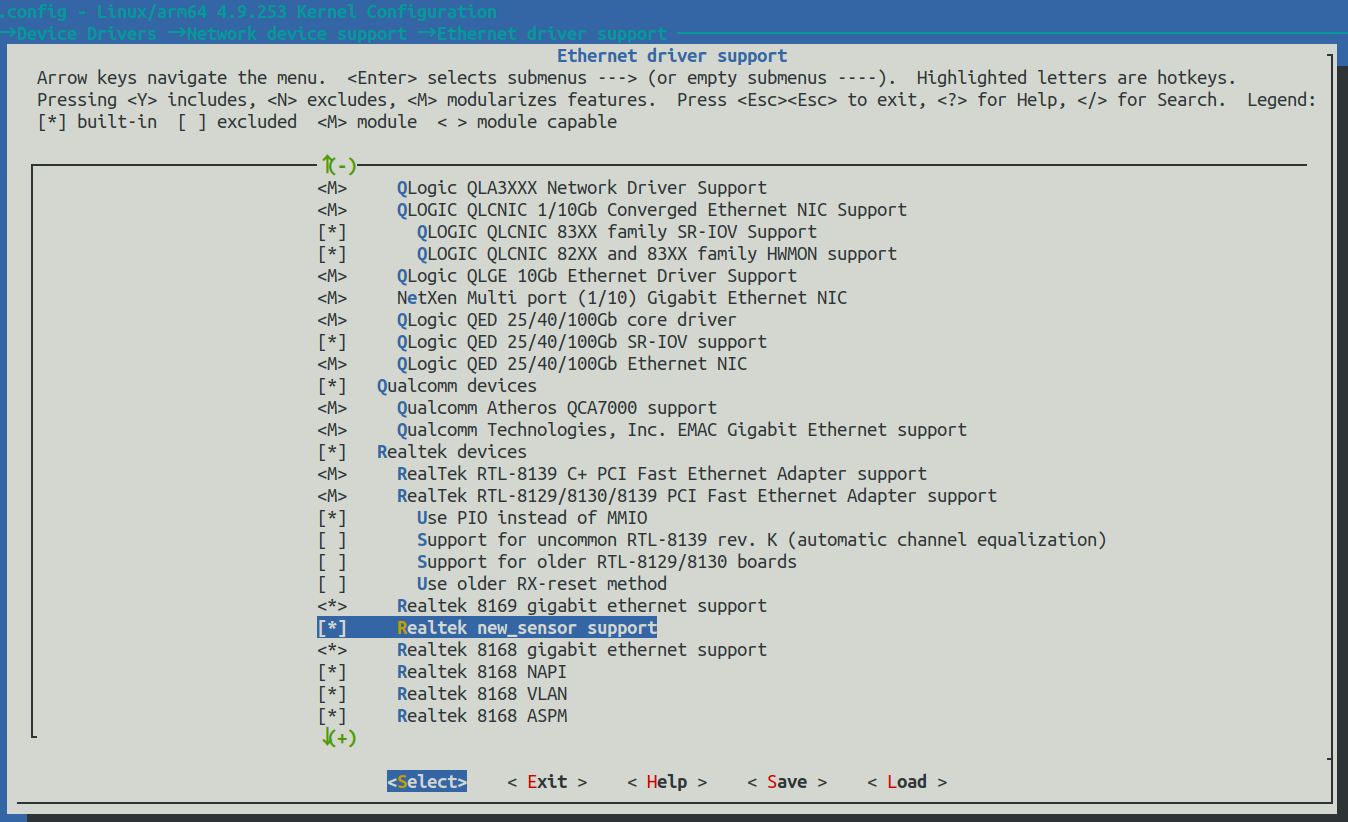 .config - Linux/arm64 4.9.253 Kernel Configuration
→Device Drivers →Network device support →Ethernet driver support
Ethernet driver support
Arrow keys navigate the menu.  <Enter> selects submenus ---> (or empty submenus ----).  Highlighted letters are hotkeys.
Pressing <Y> includes, <N> excludes, <M> modularizes features.  Press <Esc><Esc> to exit, <?> for Help, </> for Search.  Legend:
[*] built-in  [ ] excluded  <M> module  < > module capable
↑(-)
<M>     QLogic QLA3XXX Network Driver Support
<M>     QLOGIC QLCNIC 1/10Gb Converged Ethernet NIC Support
[*]       QLOGIC QLCNIC 83XX family SR-IOV Support
[*]       QLOGIC QLCNIC 82XX and 83XX family HWMON support
<M>     QLogic QLGE 10Gb Ethernet Driver Support
<M>     NetXen Multi port (1/10) Gigabit Ethernet NIC
<M>     QLogic QED 25/40/100Gb core driver
[*]     QLogic QED 25/40/100Gb SR-IOV support
<M>     QLogic QED 25/40/100Gb Ethernet NIC
[*]   Qualcomm devices
<M>     Qualcomm Atheros QCA7000 support
<M>     Qualcomm Technologies, Inc. EMAC Gigabit Ethernet support
[*]   Realtek devices
<M>     RealTek RTL-8139 C+ PCI Fast Ethernet Adapter support
<M>     RealTek RTL-8129/8130/8139 PCI Fast Ethernet Adapter support
[*]       Use PIO instead of MMIO
[ ]       Support for uncommon RTL-8139 rev. K (automatic channel equalization)
[ ]       Support for older RTL-8129/8130 boards
[ ]       Use older RX-reset method
<*>     Realtek 8169 gigabit ethernet support
[*]     Realtek new_sensor support
<*>     Realtek 8168 gigabit ethernet support
[*]     Realtek 8168 NAPI
[*]     Realtek 8168 VLAN
[*]     Realtek 8168 ASPM
↓(+)
<Select>    < Exit >    < Help >    < Save >    < Load >